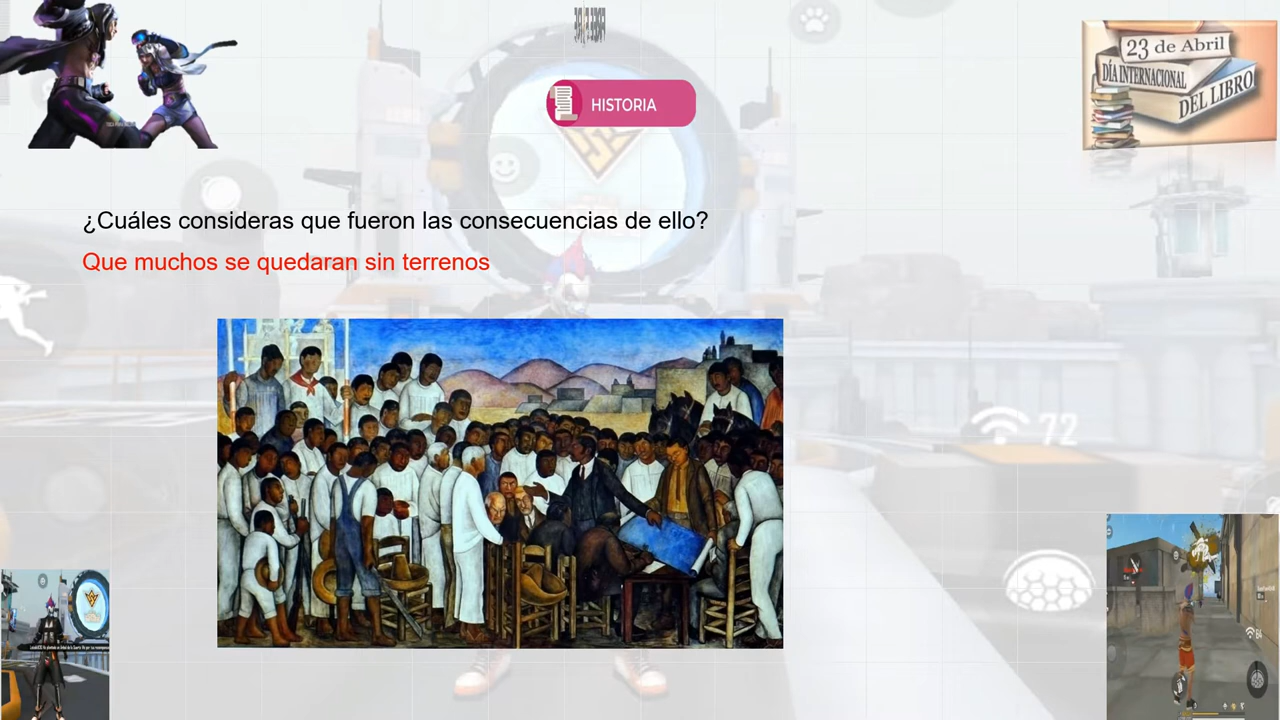 HISTORIA
23 de Abril
DÍA INTERNACIONAL
DEL LIBRO
¿Cuáles consideras que fueron las consecuencias de ello?
Que muchos se quedaran sin terrenos
72